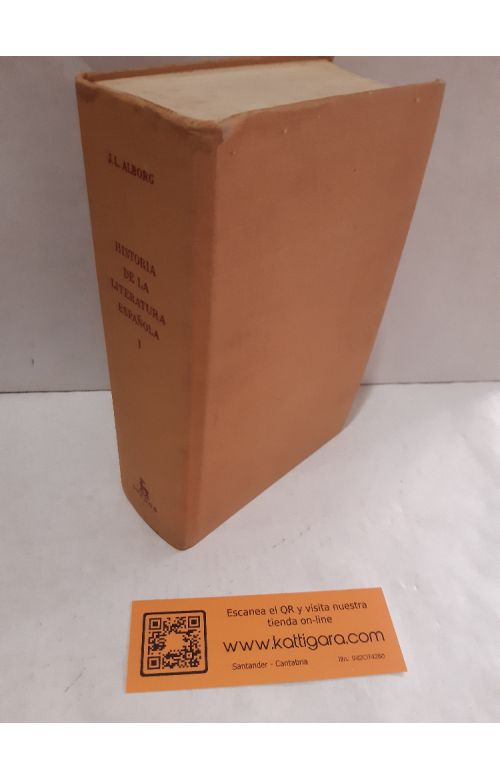 J. L. ALBORG
HISTORIA
DE LA
LITERATURA
ESPAÑOLA
I
Escanea el QR y visita nuestra
tienda on-line
www.kattigara.com
Santander - Cantabria